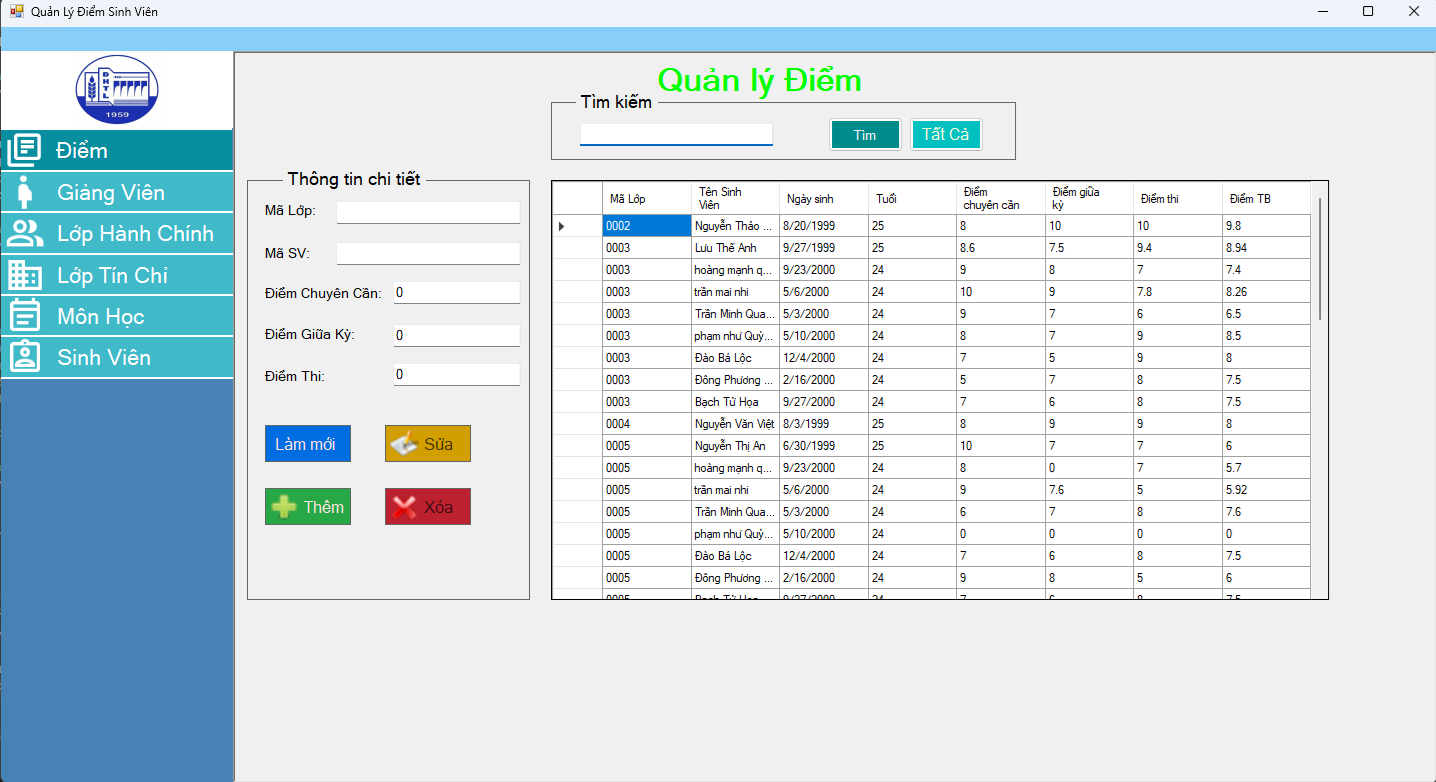 Quản Lý Điểm Sinh Viên
ĐHTL
1959
Điểm
Giảng Viên
Lớp Hành Chính
Lớp Tín Chỉ
Môn Học
Sinh Viên
Quản lý Điểm
Tìm kiếm
Tìm Tất Cả
Thông tin chi tiết
Mã Lớp:
Mã SV:
Điểm Chuyên Cần: 0
Điểm Giữa Kỳ: 0
Điểm Thi: 0
Làm mới Sửa
Thêm Xóa
Mã Lớp Tên Sinh Viên Ngày sinh Tuổi Điểm chuyên cần Điểm giữa kỳ Điểm thi Điểm TB
0002 Nguyễn Thảo ... 8/20/1999 25 8 10 10 9.8
0003 Lưu Thế Anh 9/27/1999 25 8.6 7.5 9.4 8.94
0003 hoàng mạnh q... 9/23/2000 24 9 8 7 7.4
0003 trần mai nhi 5/6/2000 24 10 9 7.8 8.26
0003 Trần Minh Qua... 5/3/2000 24 9 7 6 6.5
0003 phạm như Quỳ... 5/10/2000 24 8 7 9 8.5
0003 Đào Bá Lộc 12/4/2000 24 7 5 9 8
0003 Đông Phương ... 2/16/2000 24 5 7 8 7.5
0003 Bạch Tử Họa 9/27/2000 24 7 6 8 7.5
0004 Nguyễn Văn Việt 8/3/1999 25 8 9 9 8
0005 Nguyễn Thị An 6/30/1999 25 10 7 7 6
0005 hoàng mạnh q... 9/23/2000 24 8 0 7 5.7
0005 trần mai nhi 5/6/2000 24 9 7.6 5 5.92
0005 Trần Minh Qua... 5/3/2000 24 6 7 8 7.6
0005 phạm như Quỳ... 5/10/2000 24 0 0 0 0
0005 Đào Bá Lộc 12/4/2000 24 7 6 8 7.5
0005 Đông Phương ... 2/16/2000 24 9 8 5 6
0005 Bạch Tử Họa 9/27/2000 24 7 6 8 7.5